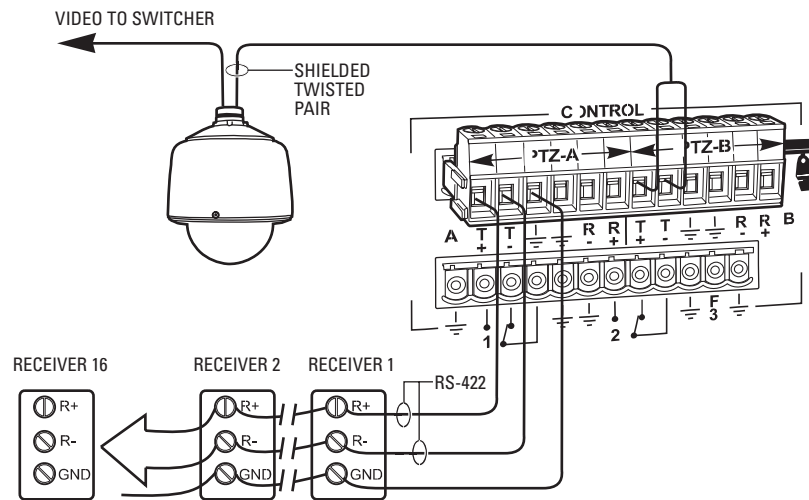 VIDEO TO SWITCHER
SHIELDED
TWISTED
PAIR
PTZ-A
PTZ-B
A T T R R T T R R B
+ - - + + - - +
1 2 F
3
RECEIVER 16
RECEIVER 2
RECEIVER 1
RS-422
R+
R+
R+
R-
R-
R-
GND
GND
GND